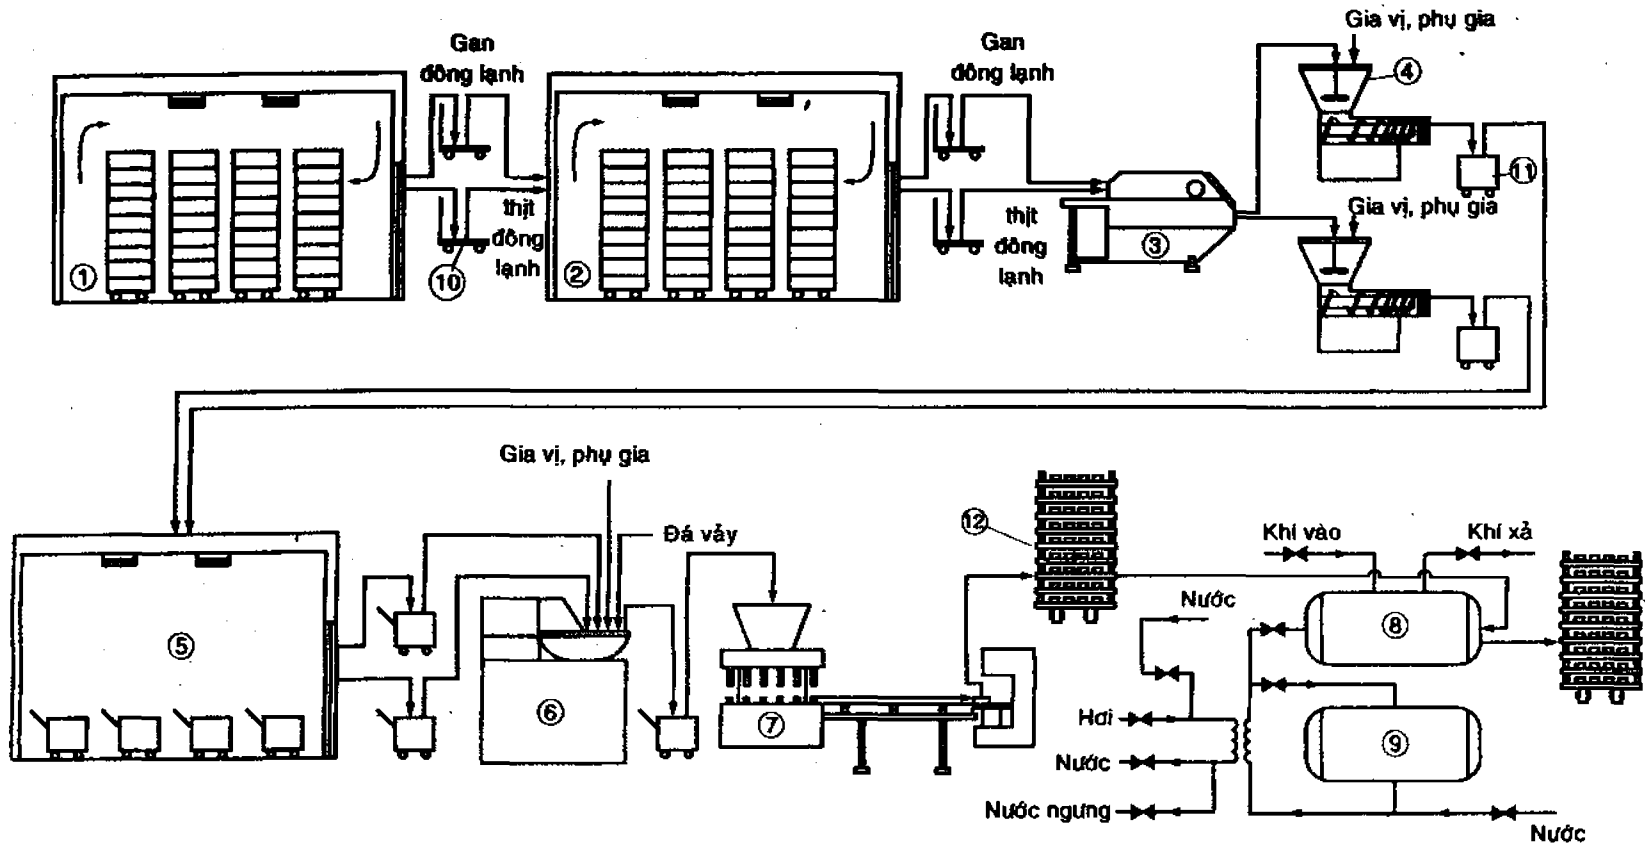 Gia vị, phụ gia
Gan
đông lạnh
Gan
đông lạnh
4
11
Gia vị, phụ gia
thịt
đông
lạnh
thịt
đông
lạnh
1
10
2
3
Gia vị, phụ gia
Đá vảy
12
Khí vào
Khí xả
Nước
8
5
6
7
Hơi
9
Nước
Nước ngưng
Nước